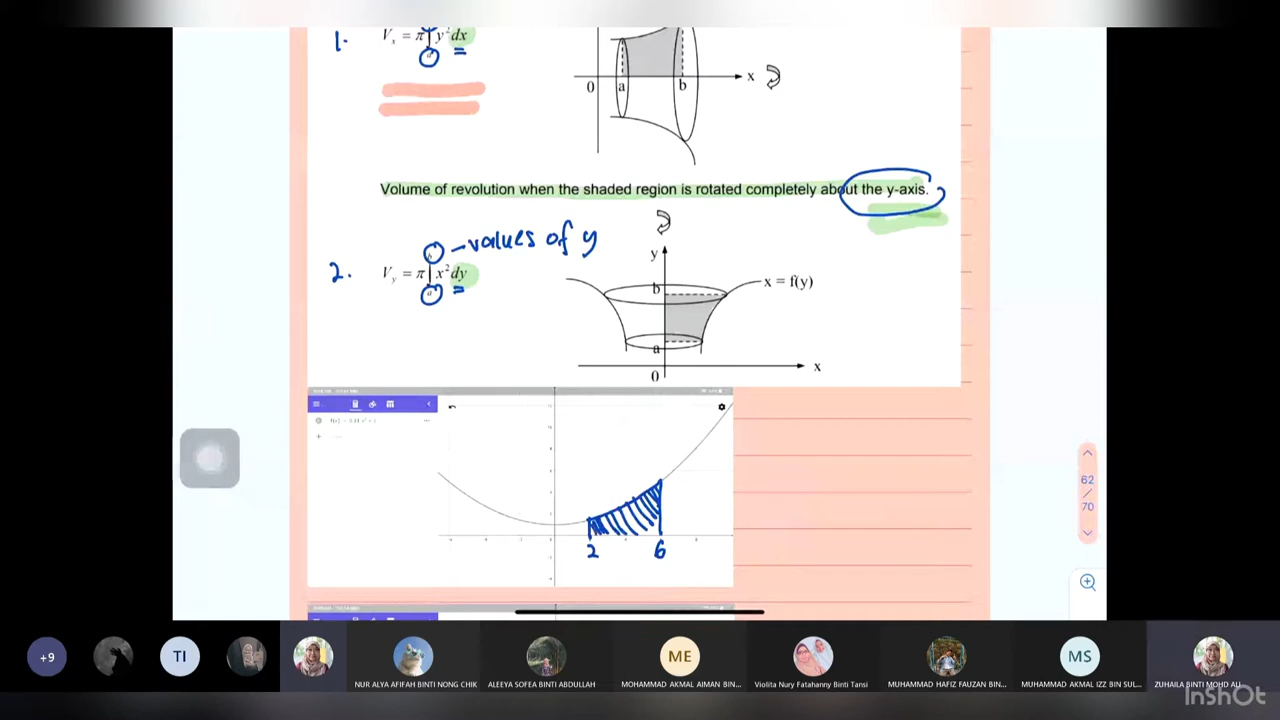 1. Vₓ = π∫ y² dx
0 a b x
Volume of revolution when the shaded region is rotated completely about the y-axis.
values of y
y
2. Vᵧ = π∫ x² dy
b
a
x = f(y)
b
a
x
0
2 6
62
/
70
+9
TI
ME
MS
NUR ALYA AFIFAH BINTI NONG CHIK
ALEEYA SOFEA BINTI ABDULLAH
MOHAMMAD AKMAL AIMAN BIN...
Violita Nury Fatahanny Binti Tansi
MUHAMMAD HAFIZ FAUZAN BIN...
MUHAMMAD AKMAL IZZ BIN SUL...
ZUHAILA BINTI MOHD ALI
InShOt